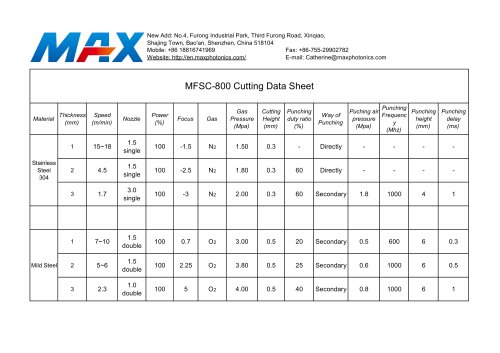 MAX
New Add: No.4, Furong Industrial Park, Third Furong Road, Xinqiao,
Shajing Town, Bao'an, Shenzhen, China 518104
Mobile: +86 18816741969 Fax: +86-755-29902782
Website: http://en.maxphotonics.com/ E-mail: Catherine@maxphotonics.com
MFSC-800 Cutting Data Sheet
Material Thickness (mm) Speed (m/min) Nozzle Power (%) Focus Gas Gas Pressure (Mpa) Cutting Height (mm) Punching duty ratio (%) Way of Punching Puching air pressure (Mpa) Punching Frequency (Mhz) Punching height (mm) Punching delay (ms)
Stainless Steel 304
1 15~18 1.5 single 100 -1.5 N2 1.50 0.3 - Directly - - - -
2 4.5 1.5 single 100 -2.5 N2 1.80 0.3 60 Directly - - - -
3 1.7 3.0 single 100 -3 N2 2.00 0.3 60 Secondary 1.8 1000 4 1
Mild Steel
1 7~10 1.5 double 100 0.7 O2 3.00 0.5 20 Secondary 0.5 600 6 0.3
2 5~6 1.5 double 100 2.25 O2 3.80 0.5 25 Secondary 0.6 1000 6 0.5
3 2.3 1.0 double 100 5 O2 4.00 0.5 40 Secondary 0.8 1000 6 1